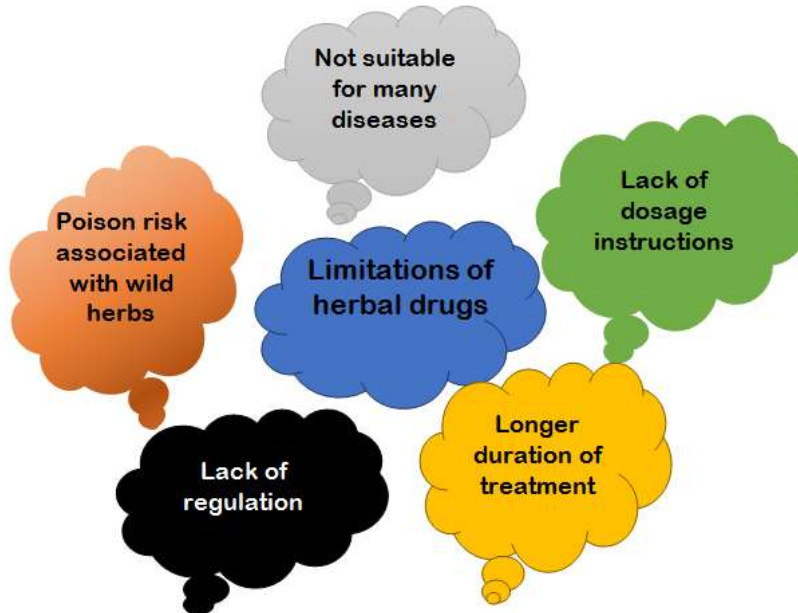 Not suitable
for many
diseases
Lack of
dosage
instructions
Poison risk
associated
with wild
herbs
Limitations of
herbal drugs
Longer
duration of
treatment
Lack of
regulation